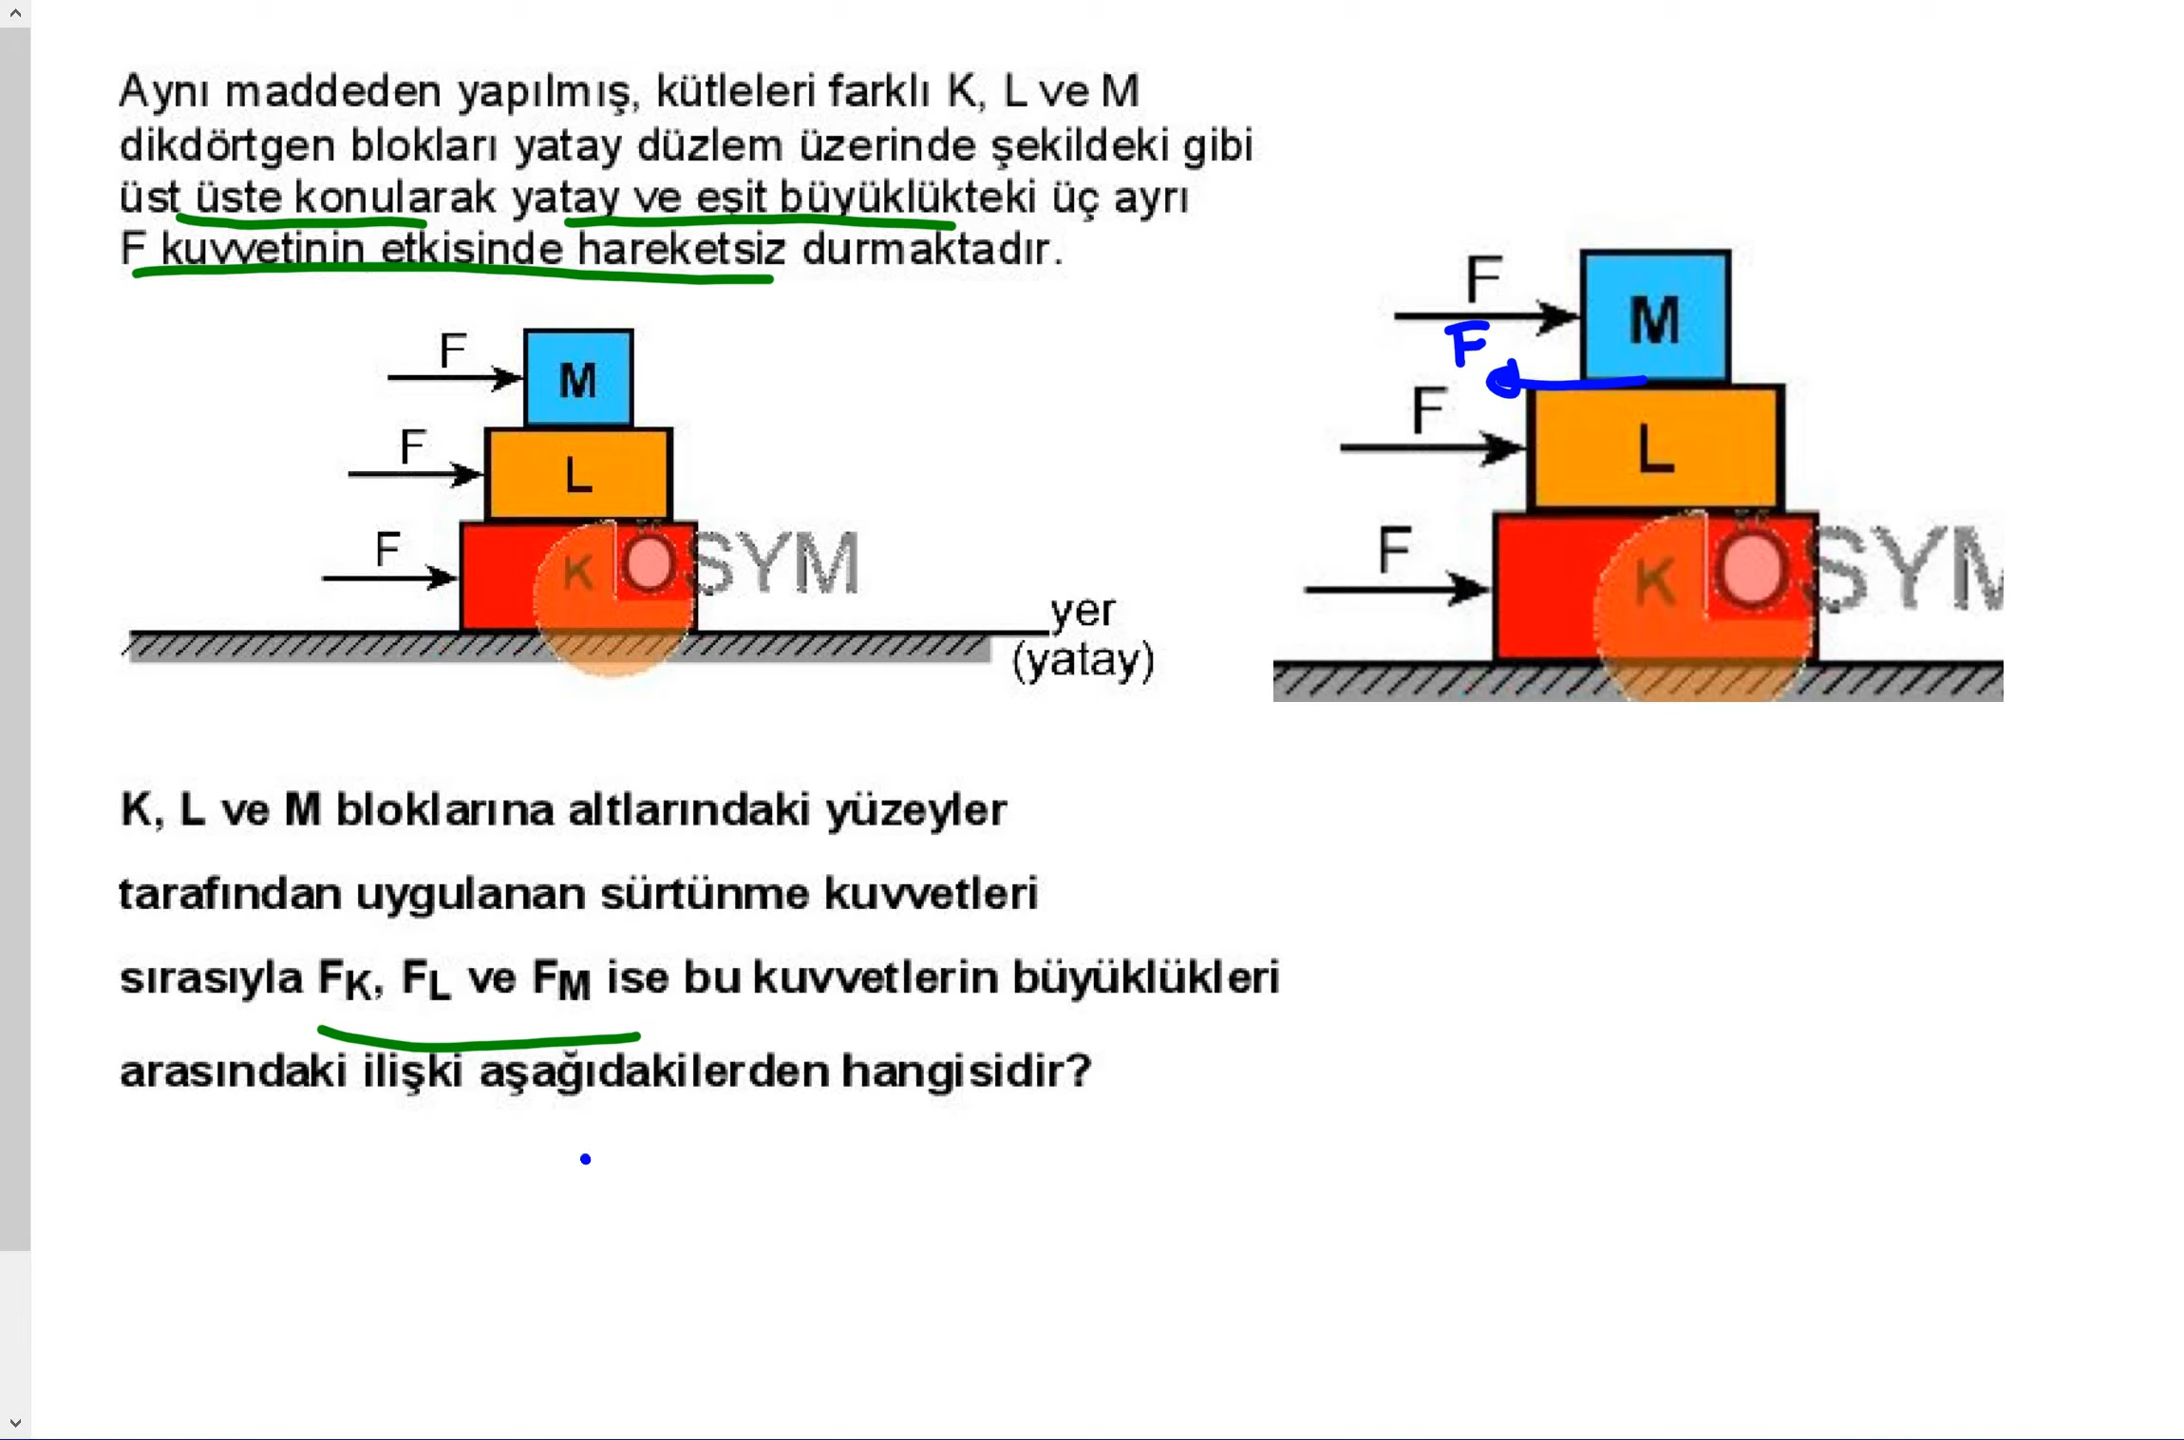 Aynı maddeden yapılmış, kütleleri farklı K, L ve M
dikdörtgen blokları yatay düzlem üzerinde şekildeki gibi
üst üste konularak yatay ve eşit büyüklükteki üç ayrı
F kuvvetinin etkisinde hareketsiz durmaktadır.
F
M
F
L
F
K
OSYM
yer
(yatay)
F
M
F
F
L
F
K
OSYM
K, L ve M bloklarına altlarındaki yüzeyler
tarafından uygulanan sürtünme kuvvetleri
sırasıyla FK, FL ve FM ise bu kuvvetlerin büyüklükleri
arasındaki ilişki aşağıdakilerden hangisidir?